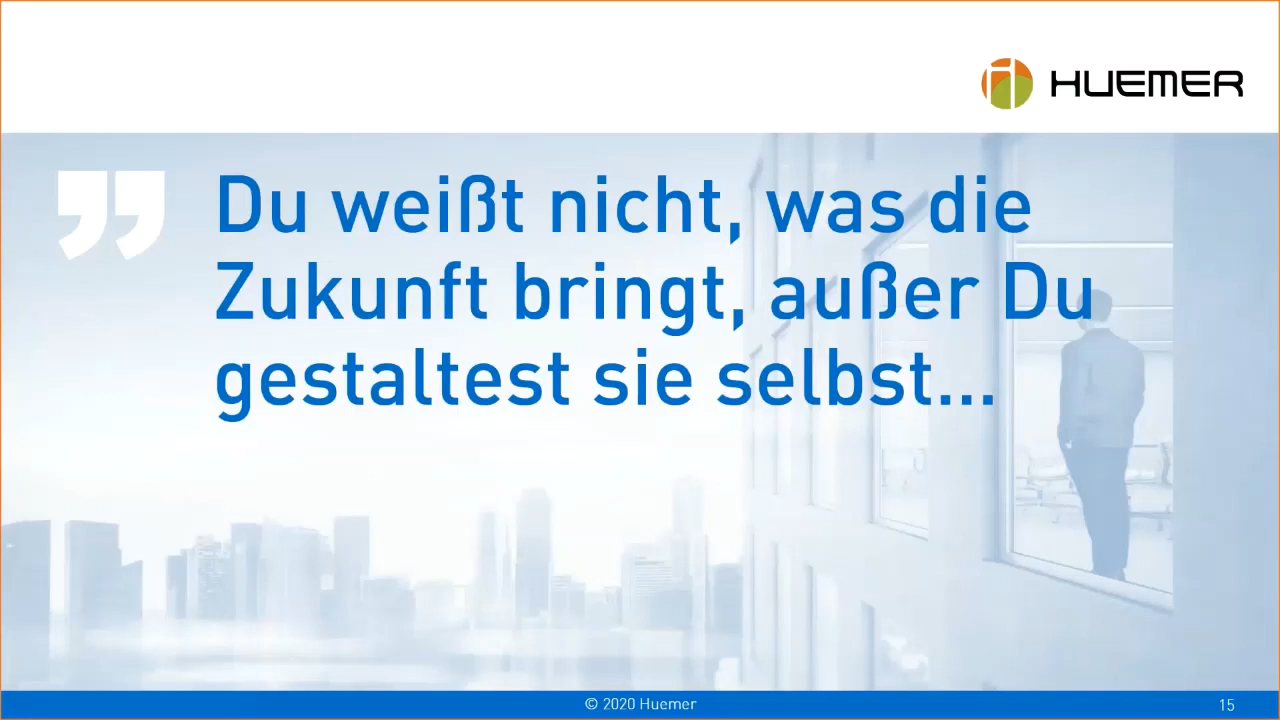 HUEMER
Du weißt nicht, was die
Zukunft bringt, außer Du
gestaltest sie selbst...
© 2020 Huemer
15